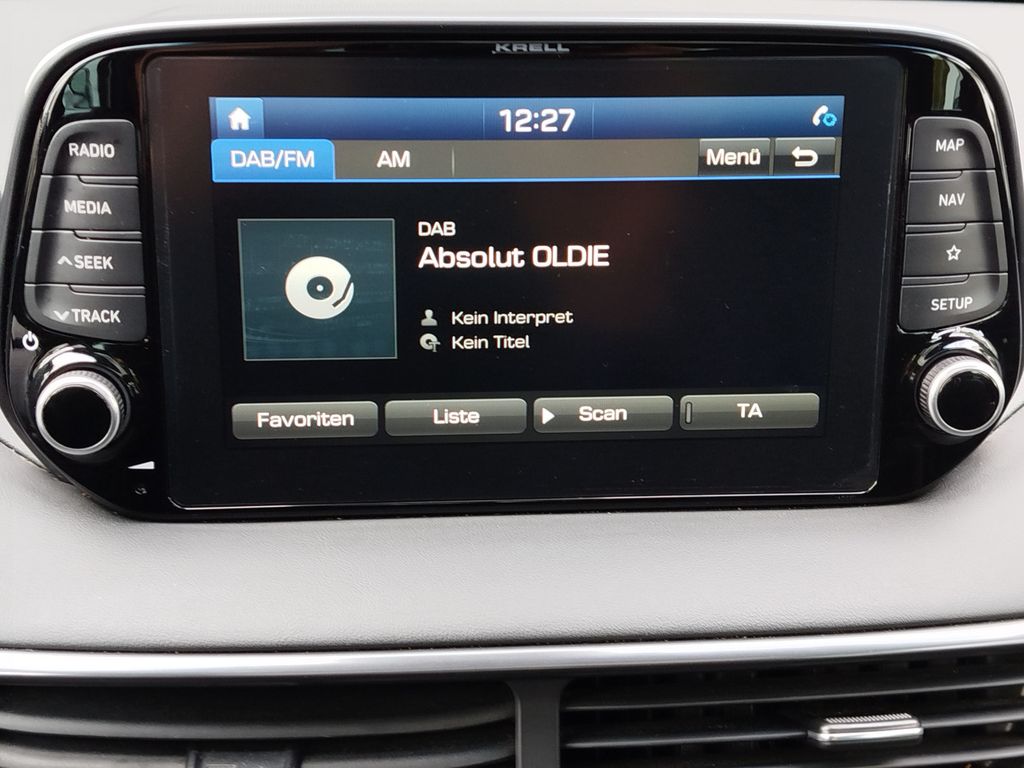 KRELL
12:27
DAB/FM AM Menü
DAB
Absolut OLDIE
Kein Interpret
Kein Titel
Favoriten Liste Scan TA
RADIO
MEDIA
SEEK
TRACK
MAP
NAV
SETUP